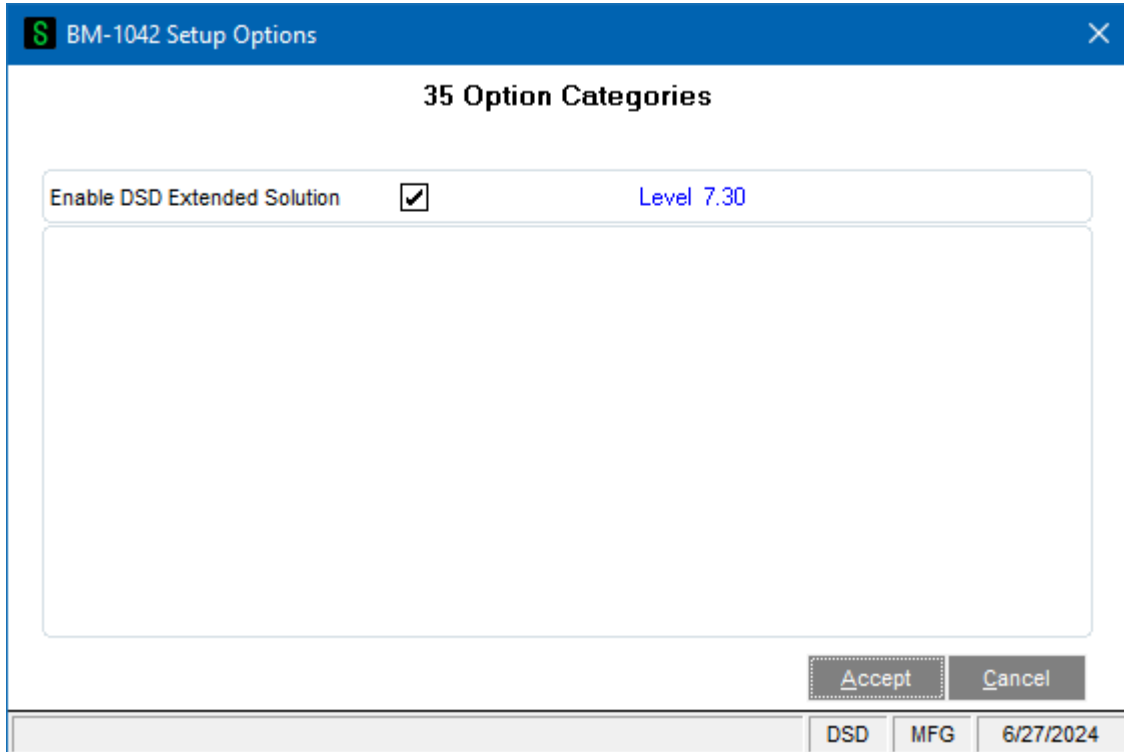 S BM-1042 Setup Options
35 Option Categories
Enable DSD Extended Solution Level 7.30
Accept Cancel
DSD MFG 6/27/2024